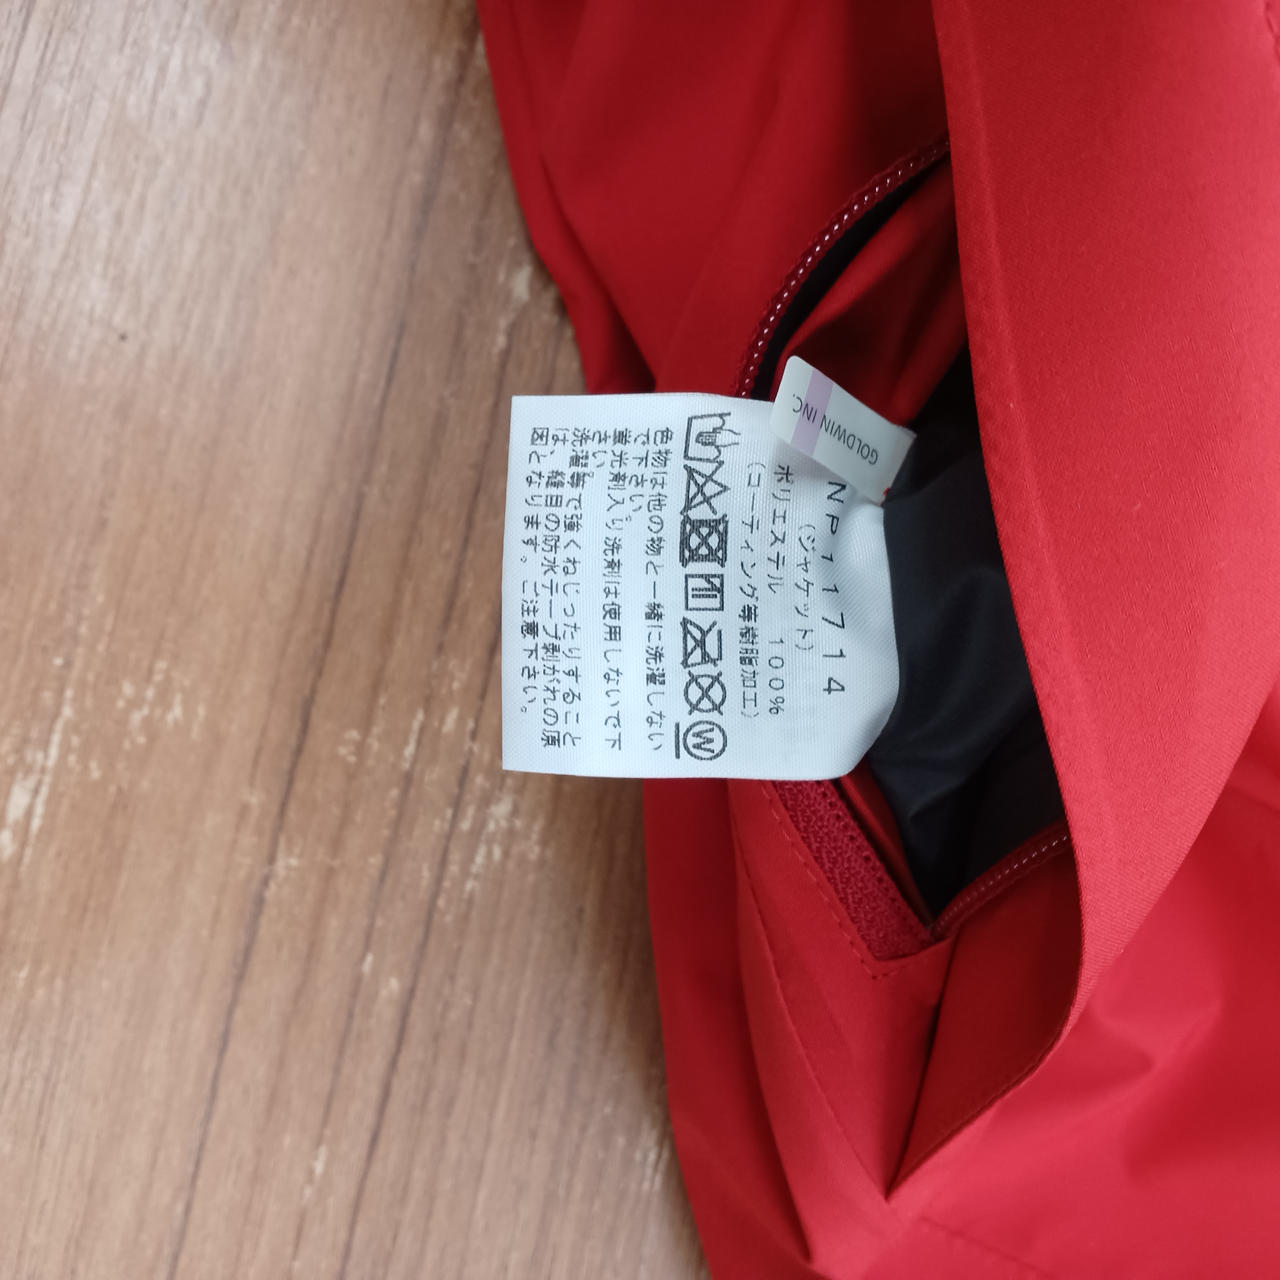 GOLDWIN INC.
NP11714
(ジャケット)
ポリエステル 100%
(コーティング等樹脂加工)
W
色物は他の物と一緒に洗濯しない
で下さい。
蛍光剤入り洗剤は使用しないで下
さい。
洗濯等で強くねじったりすること
は、縫目の防水テープ剥がれの原
因となります。ご注意下さい。